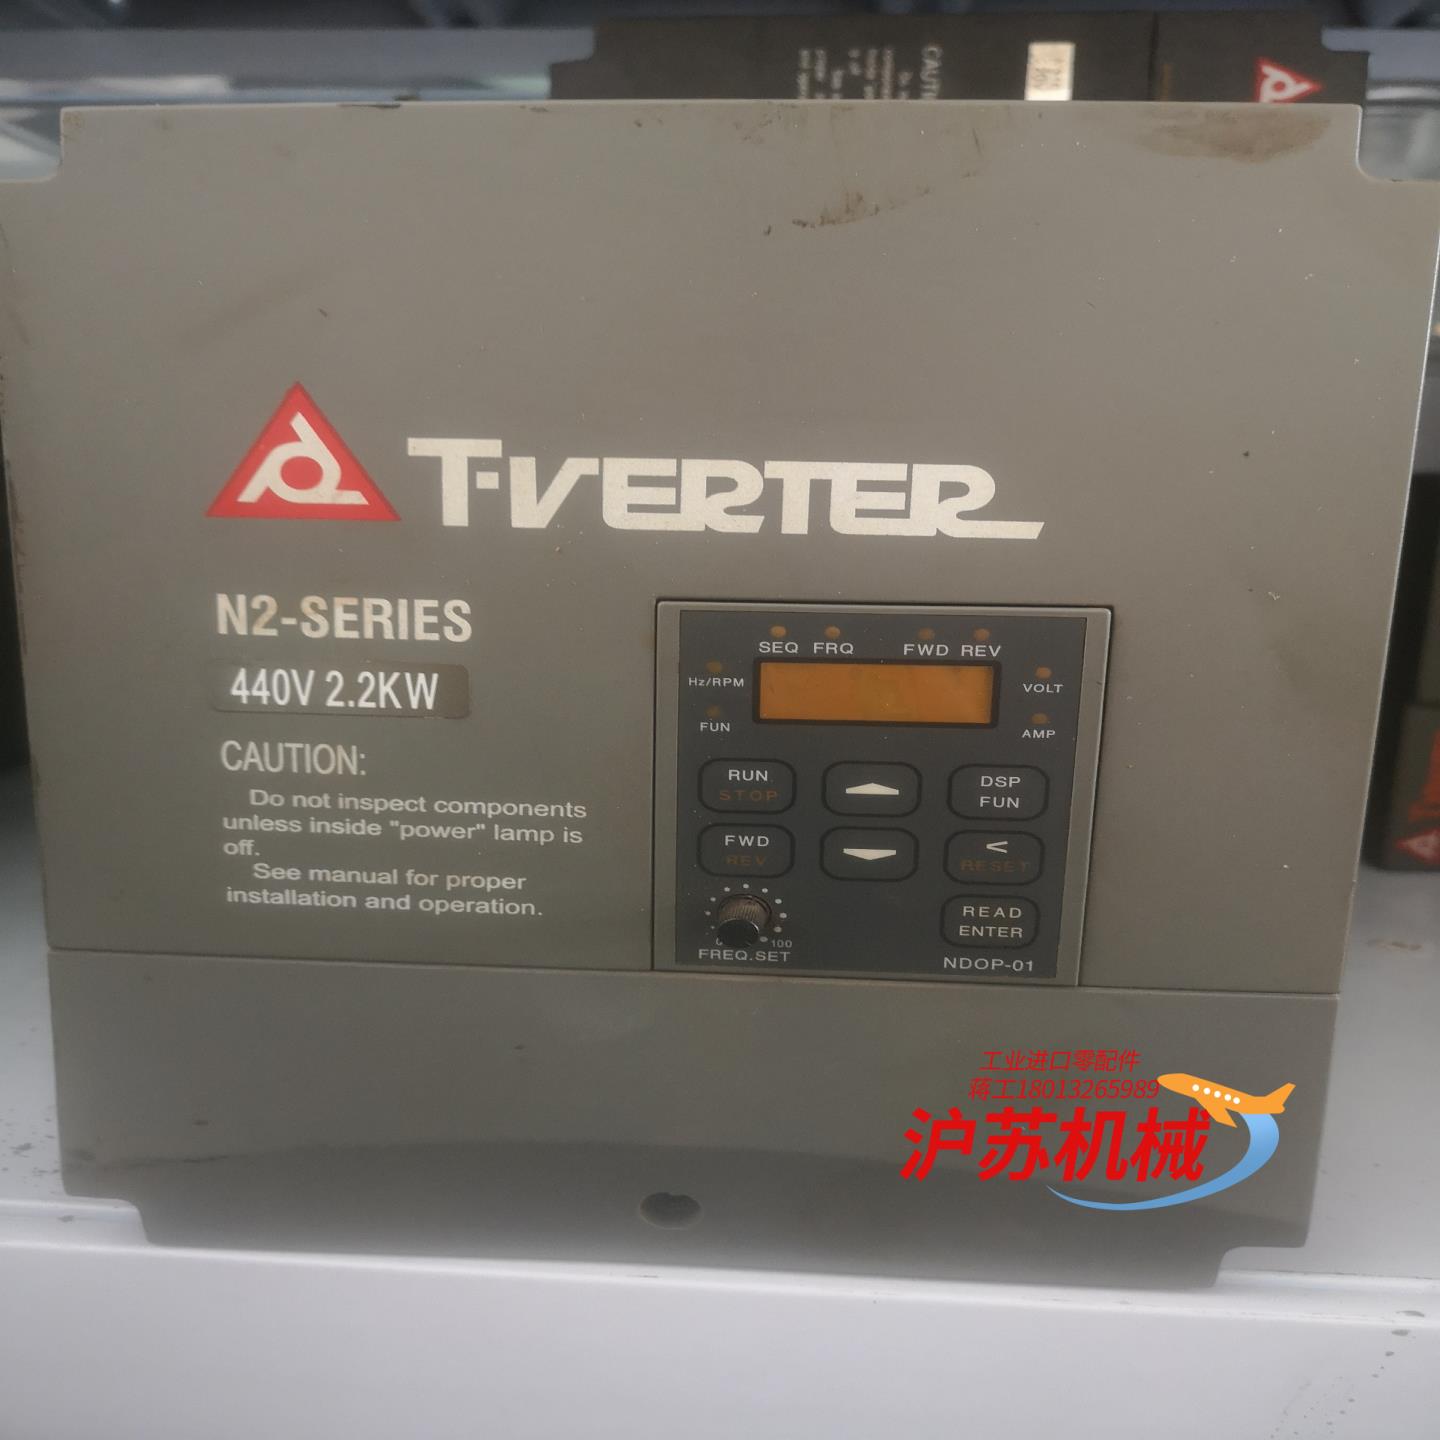 CAUTI
T-VERTER
N2-SERIES
440V 2.2KW
CAUTION:
Do not inspect components
unless inside "power" lamp is
off.
See manual for proper
installation and operation.
SEQ FRQ FWD REV
Hz/RPM
VOLT
FUN
AMP
RUN
STOP
DSP
FUN
FWD
REV
<
RESET
READ
ENTER
0 100
FREQ.SET
NDOP-01
工业进口零配件
蒋工18013265989
沪苏机械